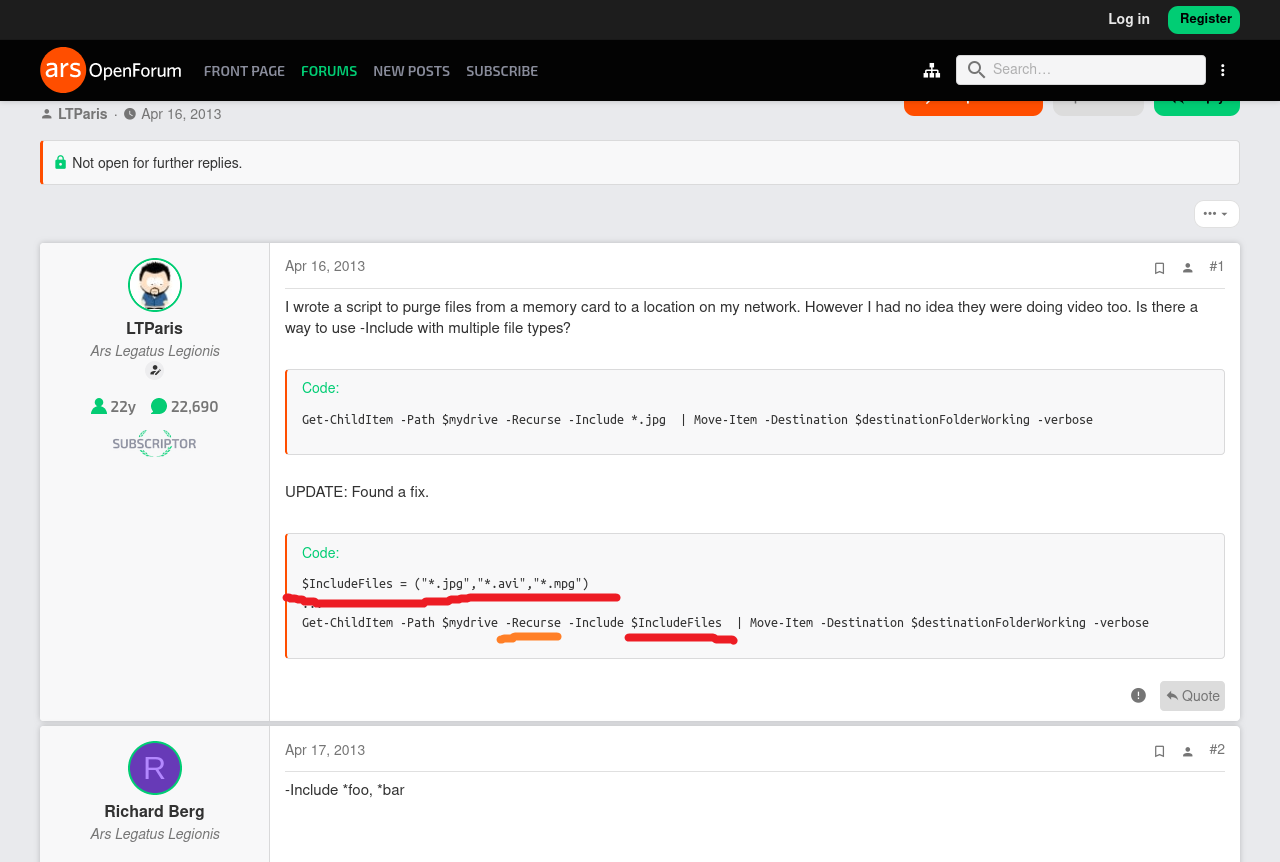 Log in Register
ars OpenForum FRONT PAGE FORUMS NEW POSTS SUBSCRIBE Search...
LTParis · Apr 16, 2013
Not open for further replies.
Apr 16, 2013 #1
LTParis
Ars Legatus Legionis
22y 22,690
SUBSCRIPTOR
I wrote a script to purge files from a memory card to a location on my network. However I had no idea they were doing video too. Is there a
way to use -Include with multiple file types?
Code:
Get-ChildItem -Path $mydrive -Recurse -Include *.jpg | Move-Item -Destination $destinationFolderWorking -verbose
UPDATE: Found a fix.
Code:
$IncludeFiles = ("*.jpg","*.avi","*.mpg")
Get-ChildItem -Path $mydrive -Recurse -Include $IncludeFiles | Move-Item -Destination $destinationFolderWorking -verbose
Quote
Apr 17, 2013 #2
R
Richard Berg
Ars Legatus Legionis
-Include *foo, *bar